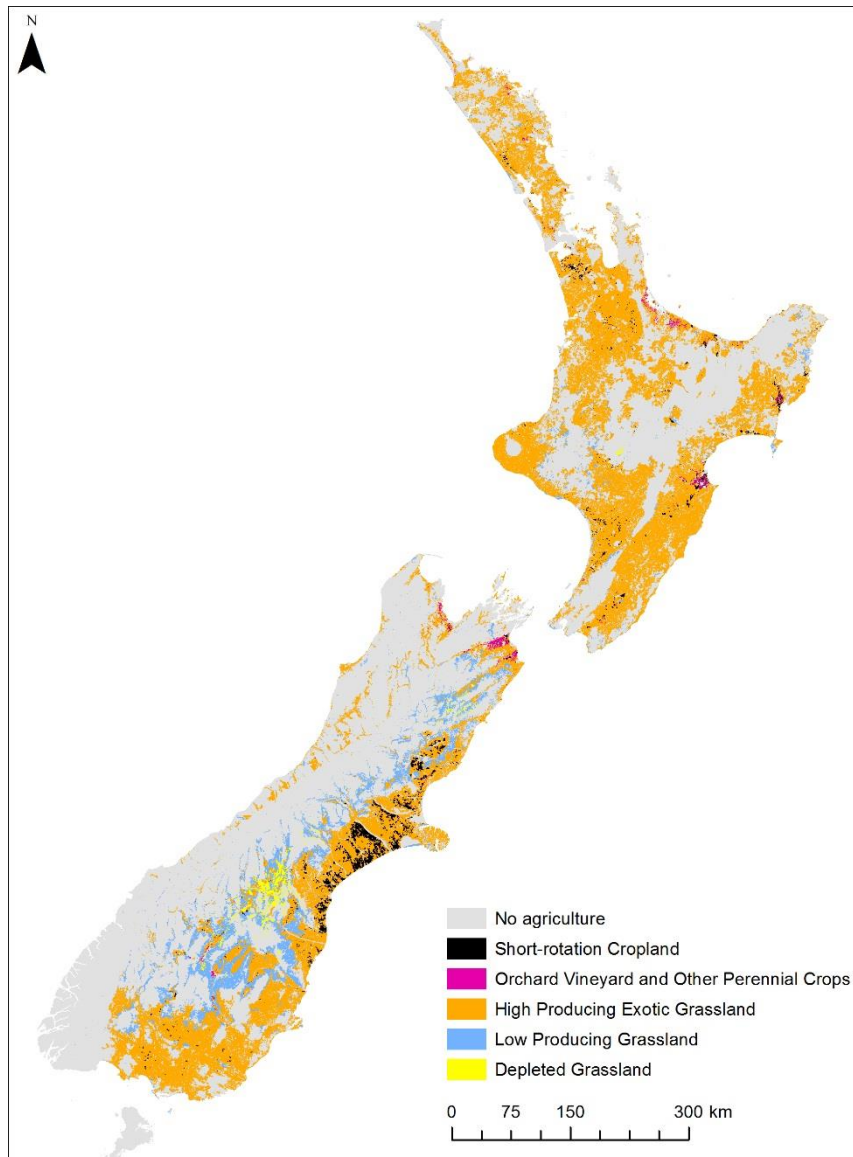 N
No agriculture
Short-rotation Cropland
Orchard Vineyard and Other Perennial Crops
High Producing Exotic Grassland
Low Producing Grassland
Depleted Grassland
0 75 150 300 km